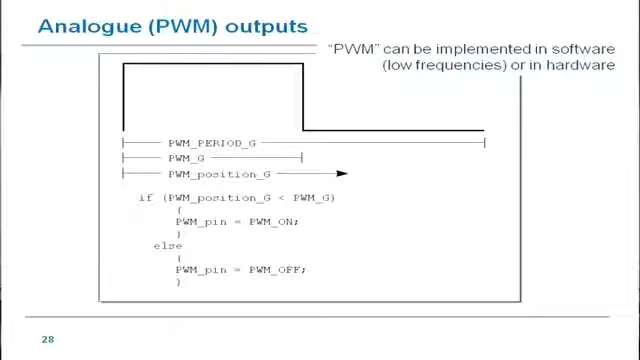 Analogue (PWM) outputs
“PWM” can be implemented in software
(low frequencies) or in hardware
PWM_PERIOD_G
PWM_G
PWM_position_G
if (PWM_position_G < PWM_G)
{
PWM_pin = PWM_ON;
}
else
{
PWM_pin = PWM_OFF;
}
28